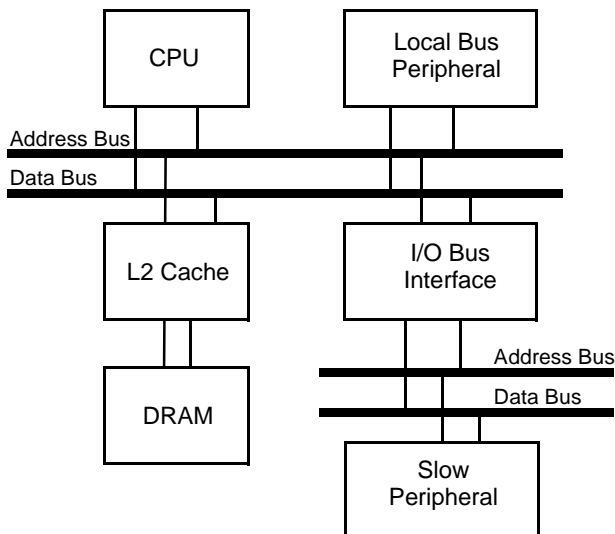 CPU
Local Bus
Peripheral
Address Bus
Data Bus
L2 Cache
I/O Bus
Interface
Address Bus
Data Bus
DRAM
Slow
Peripheral